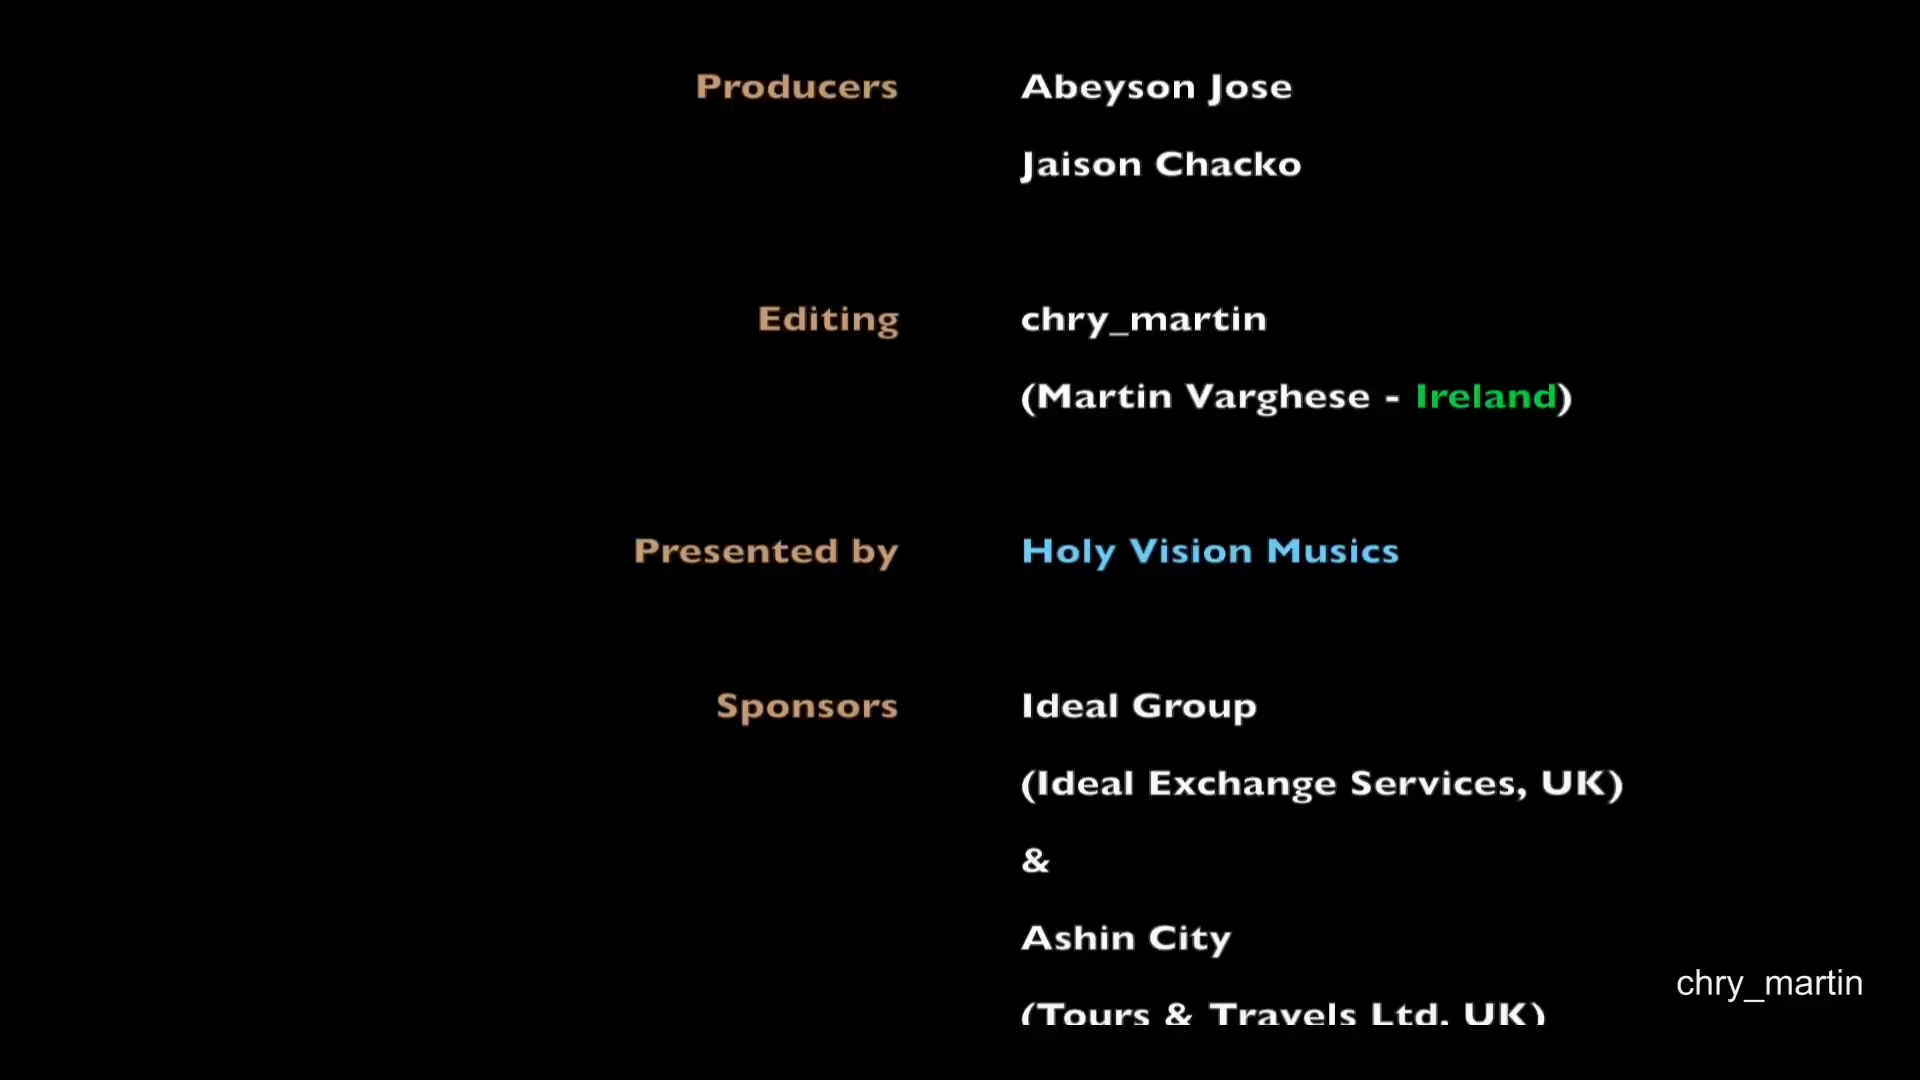 Producers Abeyson Jose
Jaison Chacko
Editing chry_martin
(Martin Varghese - Ireland)
Presented by Holy Vision Musics
Sponsors Ideal Group
(Ideal Exchange Services, UK)
&
Ashin City
(Tours & Travels Ltd. UK)
chry_martin